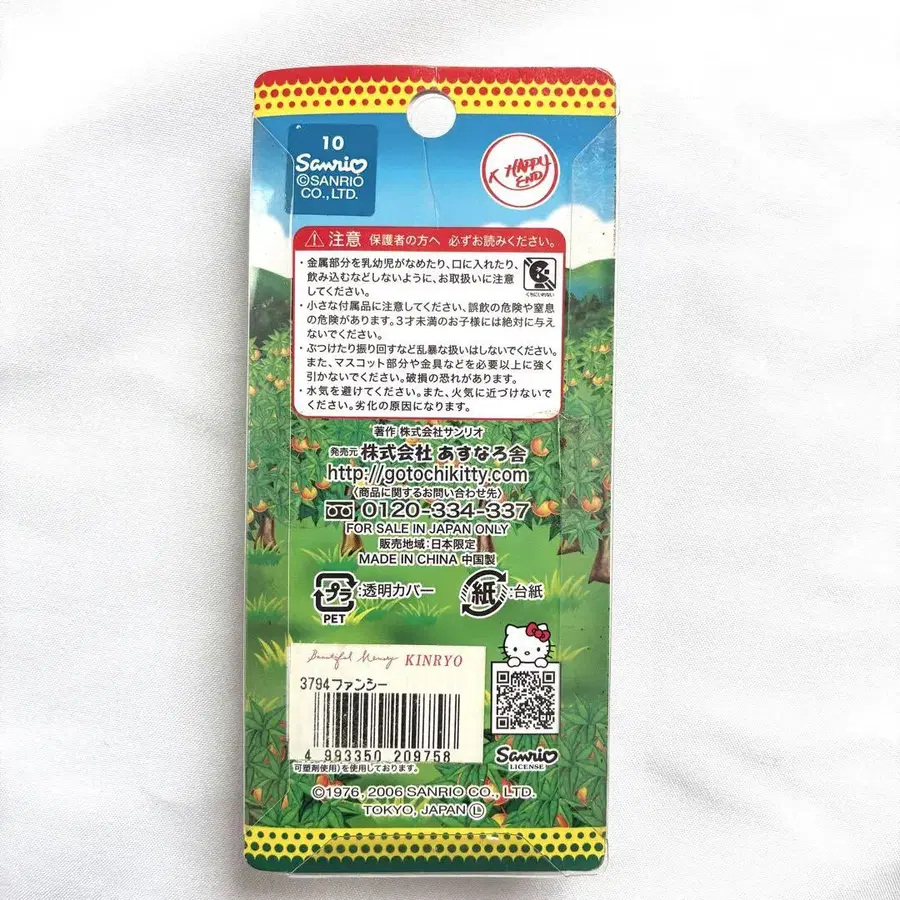 10
Sanrio
©SANRIO
CO., LTD.
K HAPPY
END
注意 保護者の方へ 必ずお読みください。
・金属部分を乳幼児がなめたり、口に入れたり、
飲み込むなどしないように、お取扱いに注意
してください。
くちにいれない
・小さな付属品に注意してください、誤飲の危険や窒息
の危険があります。3才未満のお子様には絶対に与え
ないでください。
・ぶつけたり振り回すなど乱暴な扱いはしないでください。
また、マスコット部分や金具などを必要以上に強く
引かないでください。破損の恐れがあります。
・水気を避けてください。また、火気に近づけないで
ください。劣化の原因になります。
著作 株式会社サンリオ
発売元 株式会社 あすなろ舎
http://gotochikitty.com
〈商品に関するお問い合わせ先〉
0120-334-337
FOR SALE IN JAPAN ONLY
販売地域:日本限定
MADE IN CHINA 中国製
プラ :透明カバー
PET
紙 :台紙
Beautiful Memory KINRYO
3794ファンシー
4 993350 209758
可塑剤使用)を使用しております。
Sanrio
LICENSE
©1976, 2006 SANRIO CO., LTD.
TOKYO, JAPAN Ⓛ